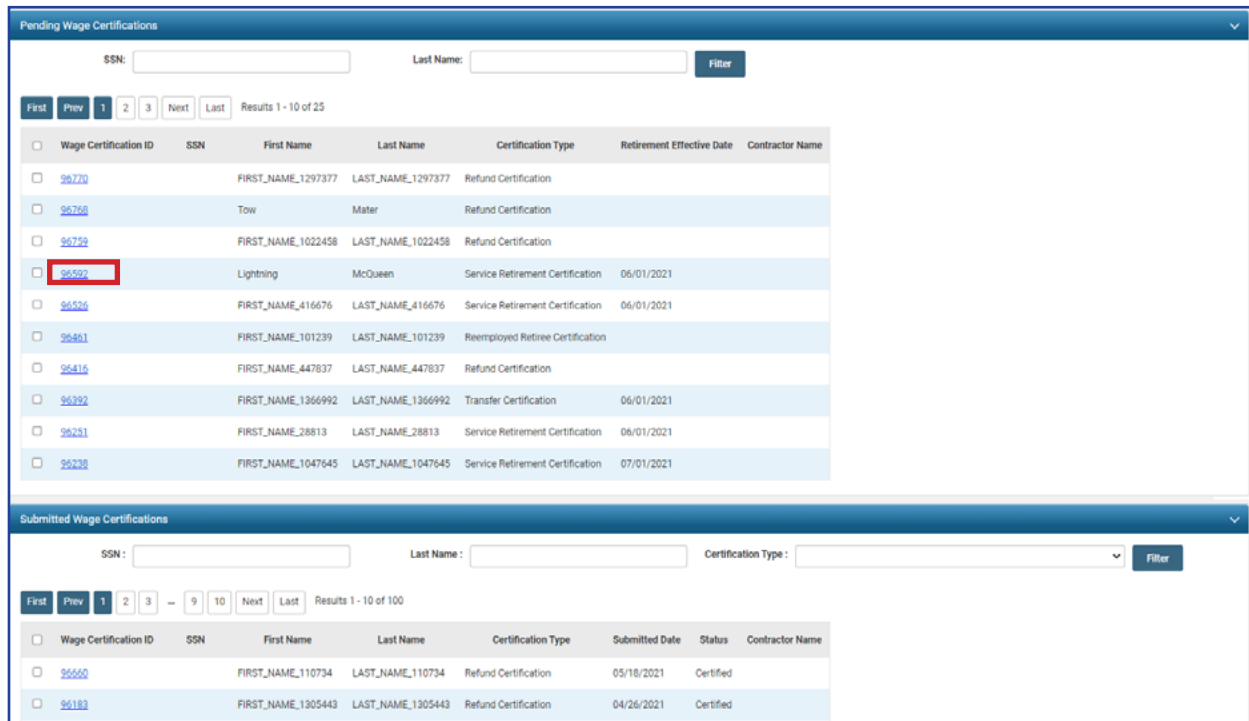 Pending Wage Certifications
SSN: Last Name: Filter
First Prev 1 2 3 Next Last Results 1 - 10 of 25
Wage Certification ID SSN First Name Last Name Certification Type Retirement Effective Date Contractor Name
96770 FIRST_NAME_1297377 LAST_NAME_1297377 Refund Certification
96768 Tow Mater Refund Certification
96759 FIRST_NAME_1022458 LAST_NAME_1022458 Refund Certification
96592 Lightning McQueen Service Retirement Certification 06/01/2021
96526 FIRST_NAME_416676 LAST_NAME_416676 Service Retirement Certification 06/01/2021
96461 FIRST_NAME_101239 LAST_NAME_101239 Reemployed Retiree Certification
96416 FIRST_NAME_447837 LAST_NAME_447837 Refund Certification
96392 FIRST_NAME_1366992 LAST_NAME_1366992 Transfer Certification 06/01/2021
96251 FIRST_NAME_28813 LAST_NAME_28813 Service Retirement Certification 06/01/2021
96238 FIRST_NAME_1047645 LAST_NAME_1047645 Service Retirement Certification 07/01/2021
Submitted Wage Certifications
SSN : Last Name : Certification Type : Filter
First Prev 1 2 3 ... 9 10 Next Last Results 1 - 10 of 100
Wage Certification ID SSN First Name Last Name Certification Type Submitted Date Status Contractor Name
96660 FIRST_NAME_110734 LAST_NAME_110734 Refund Certification 05/18/2021 Certified
96183 FIRST_NAME_1305443 LAST_NAME_1305443 Refund Certification 04/26/2021 Certified